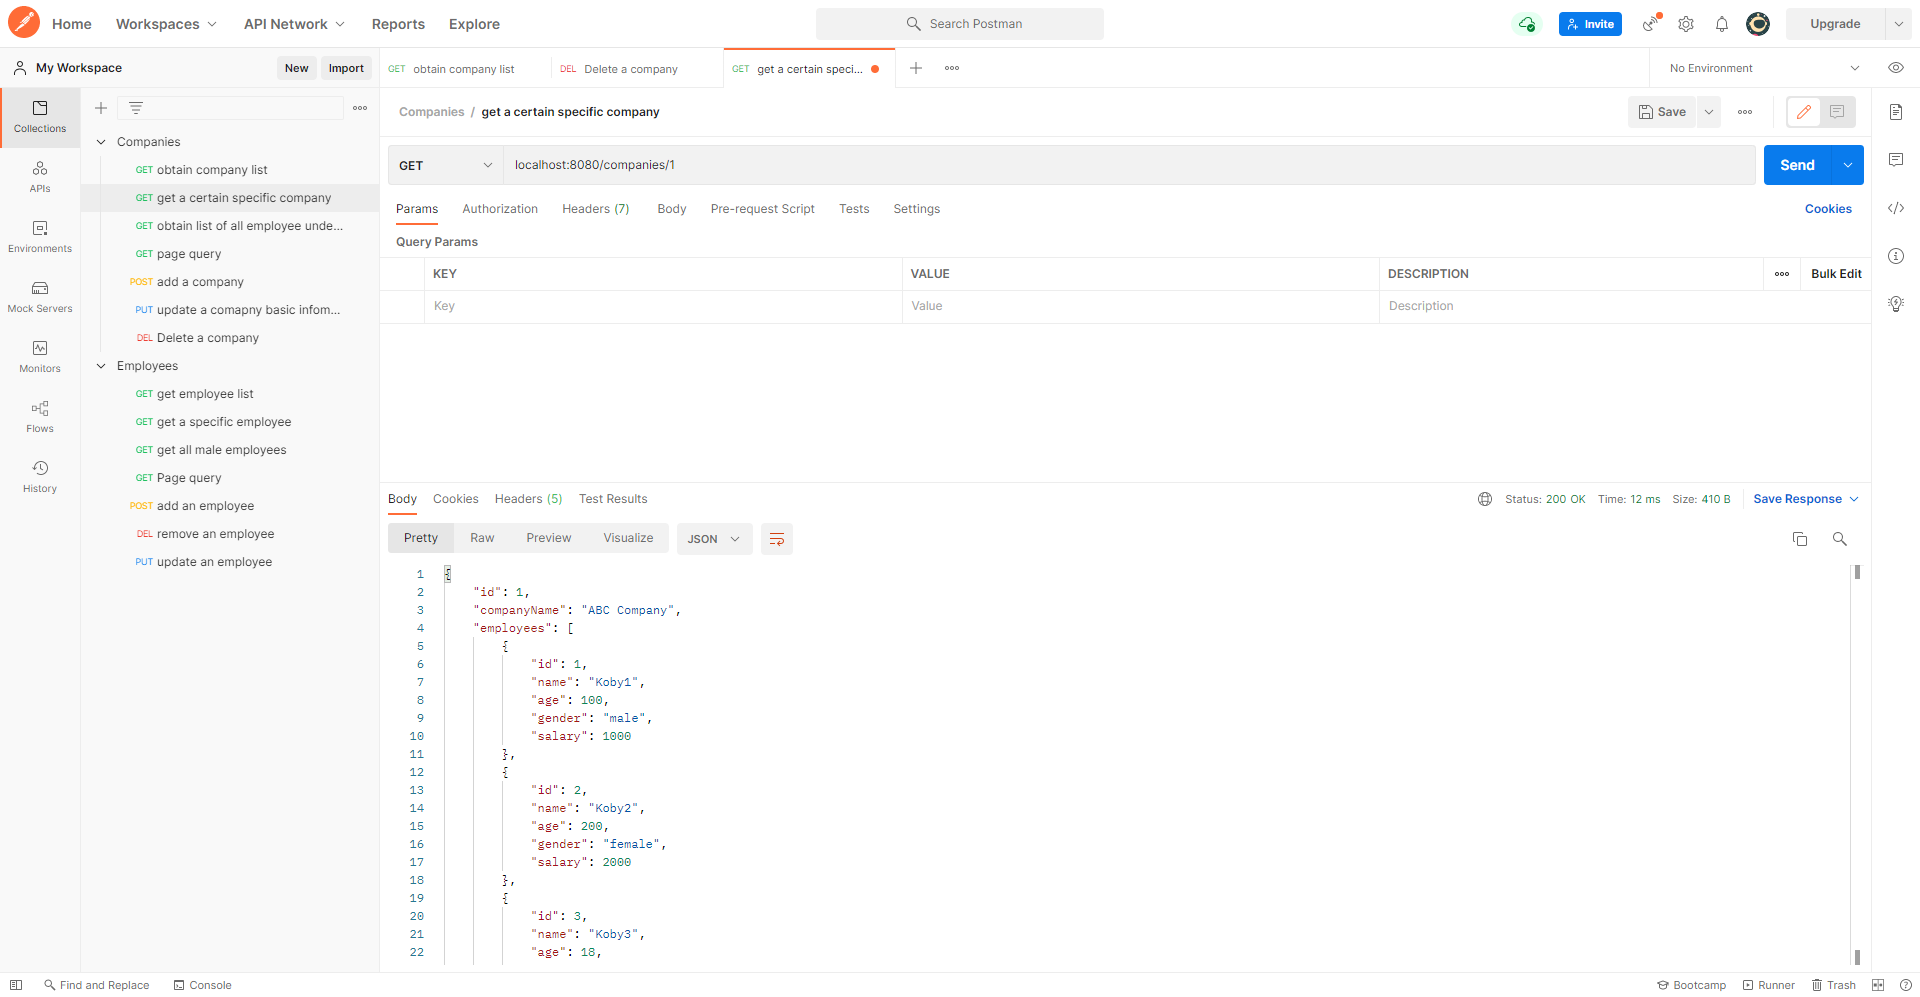 Home Workspaces API Network Reports Explore Search Postman Invite Upgrade
My Workspace New Import
GET obtain company list DEL Delete a company GET get a certain speci... No Environment
Collections
APIs
Environments
Mock Servers
Monitors
Flows
History
Companies
GET obtain company list
GET get a certain specific company
GET obtain list of all employee unde...
GET page query
POST add a company
PUT update a comapny basic infom...
DEL Delete a company
Employees
GET get employee list
GET get a specific employee
GET get all male employees
GET Page query
POST add an employee
DEL remove an employee
PUT update an employee
Companies / get a certain specific company Save
GET localhost:8080/companies/1 Send
Params Authorization Headers (7) Body Pre-request Script Tests Settings Cookies
Query Params
KEY VALUE DESCRIPTION Bulk Edit
Key Value Description
Body Cookies Headers (5) Test Results Status: 200 OK Time: 12 ms Size: 410 B Save Response
Pretty Raw Preview Visualize JSON
1 {
2 "id": 1,
3 "companyName": "ABC Company",
4 "employees": [
5 {
6 "id": 1,
7 "name": "Koby1",
8 "age": 100,
9 "gender": "male",
10 "salary": 1000
11 },
12 {
13 "id": 2,
14 "name": "Koby2",
15 "age": 200,
16 "gender": "female",
17 "salary": 2000
18 },
19 {
20 "id": 3,
21 "name": "Koby3",
22 "age": 18,
Find and Replace Console Bootcamp Runner Trash